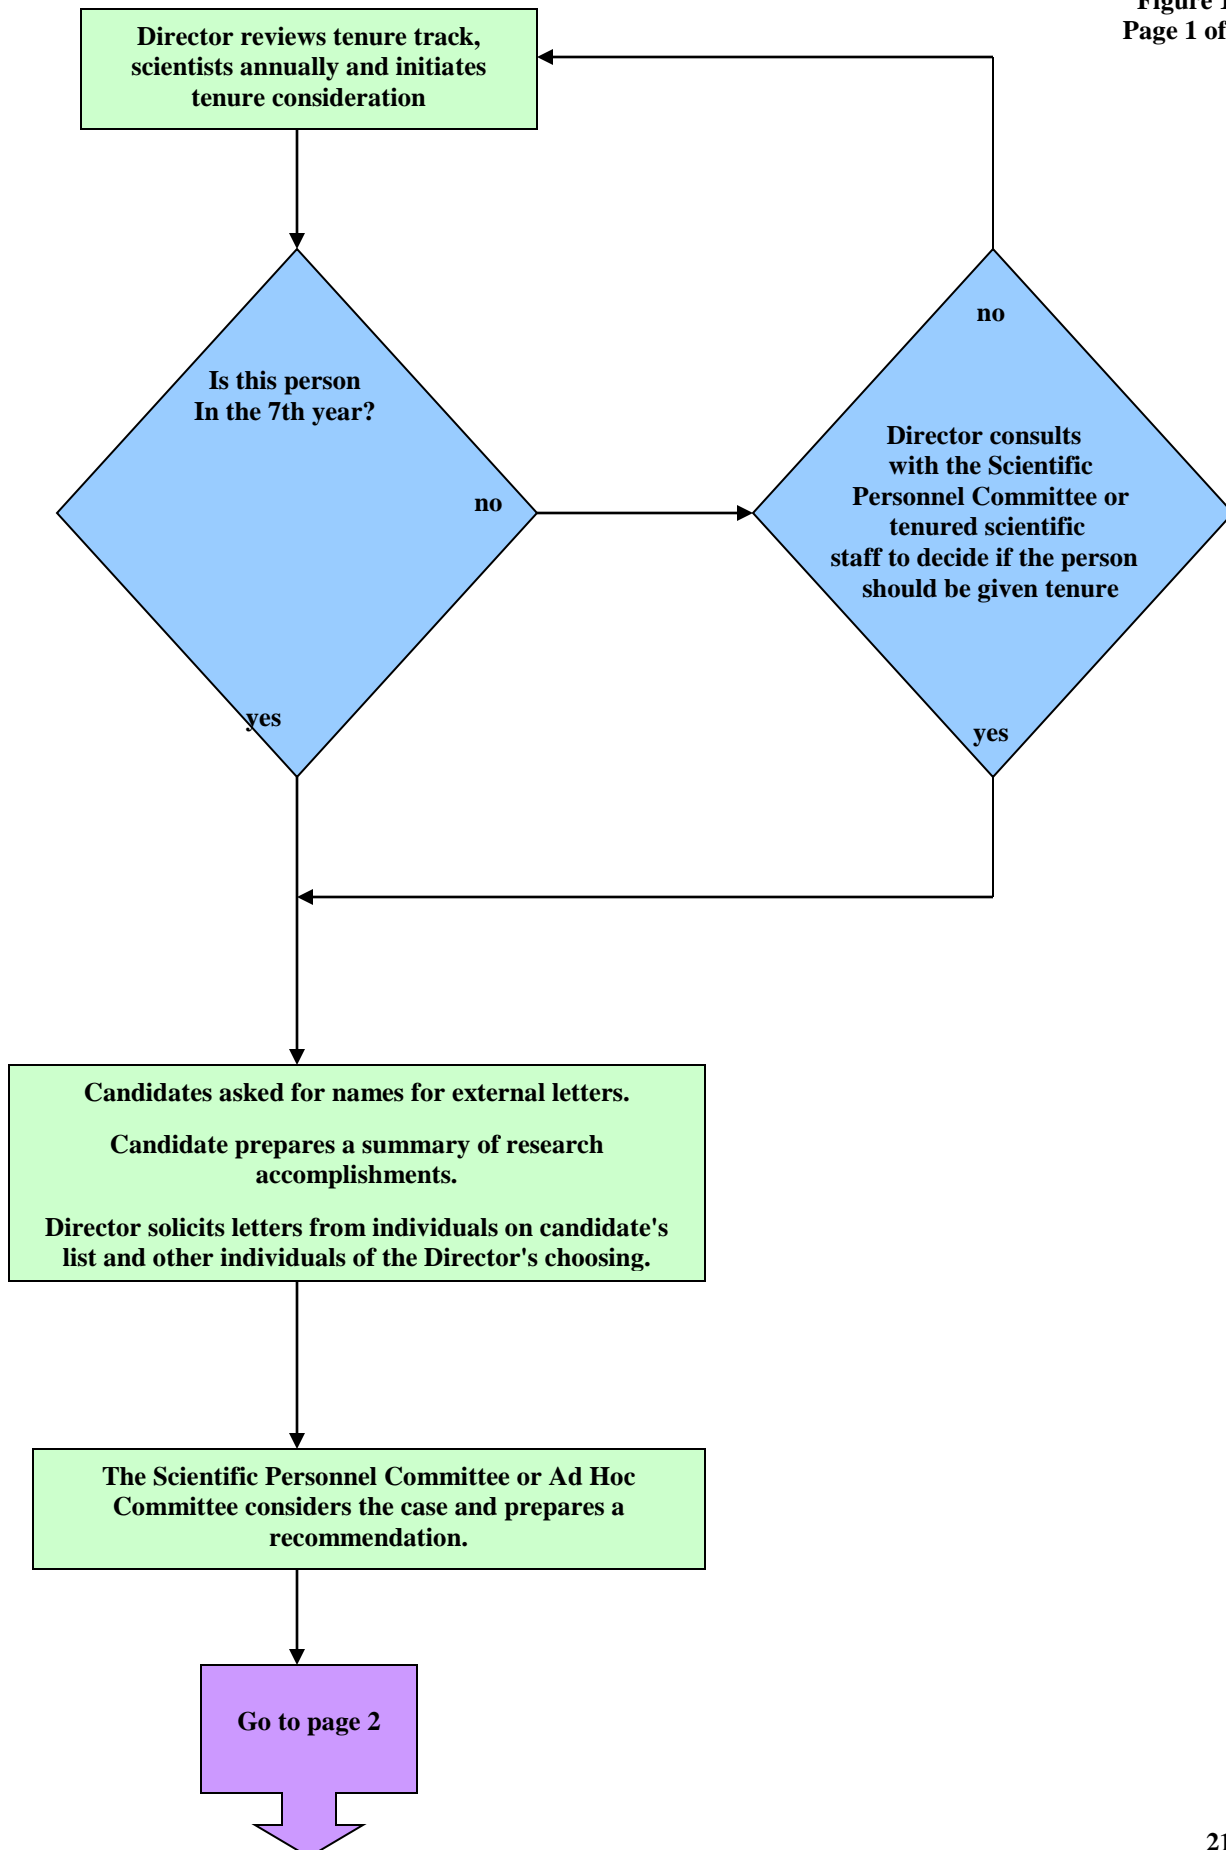 Figure 1
Page 1 of
Director reviews tenure track,
scientists annually and initiates
tenure consideration
Is this person
In the 7th year?
no
yes
no
Director consults
with the Scientific
Personnel Committee or
tenured scientific
staff to decide if the person
should be given tenure
yes
Candidates asked for names for external letters.
Candidate prepares a summary of research
accomplishments.
Director solicits letters from individuals on candidate's
list and other individuals of the Director's choosing.
The Scientific Personnel Committee or Ad Hoc
Committee considers the case and prepares a
recommendation.
Go to page 2
21